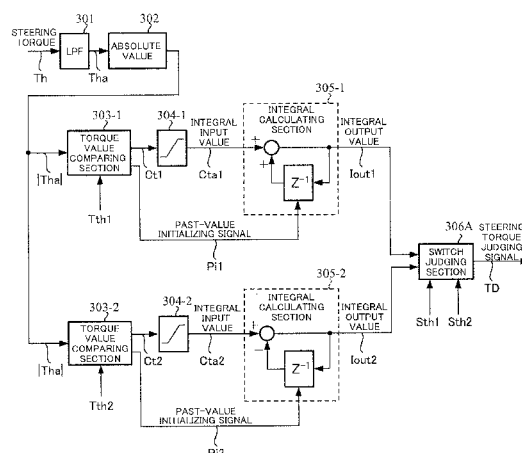 301
302
STEERING
TORQUE
LPF
ABSOLUTE
VALUE
Th
Tha
303-1
304-1
305-1
TORQUE
VALUE
COMPARING
SECTION
INTEGRAL
INPUT
VALUE
INTEGRAL
CALCULATING
SECTION
INTEGRAL
OUTPUT
VALUE
+
+
Z⁻¹
|Tha|
Ct1
Cta1
Iout1
Tth1
PAST-VALUE
INITIALIZING SIGNAL
Pi1
306A
SWITCH
JUDGING
SECTION
STEERING
TORQUE
JUDGING
SIGNAL
TD
Sth1
Sth2
303-2
304-2
305-2
TORQUE
VALUE
COMPARING
SECTION
INTEGRAL
INPUT
VALUE
INTEGRAL
CALCULATING
SECTION
INTEGRAL
OUTPUT
VALUE
+
−
Z⁻¹
|Tha|
Ct2
Cta2
Iout2
Tth2
PAST-VALUE
INITIALIZING SIGNAL
Pi2